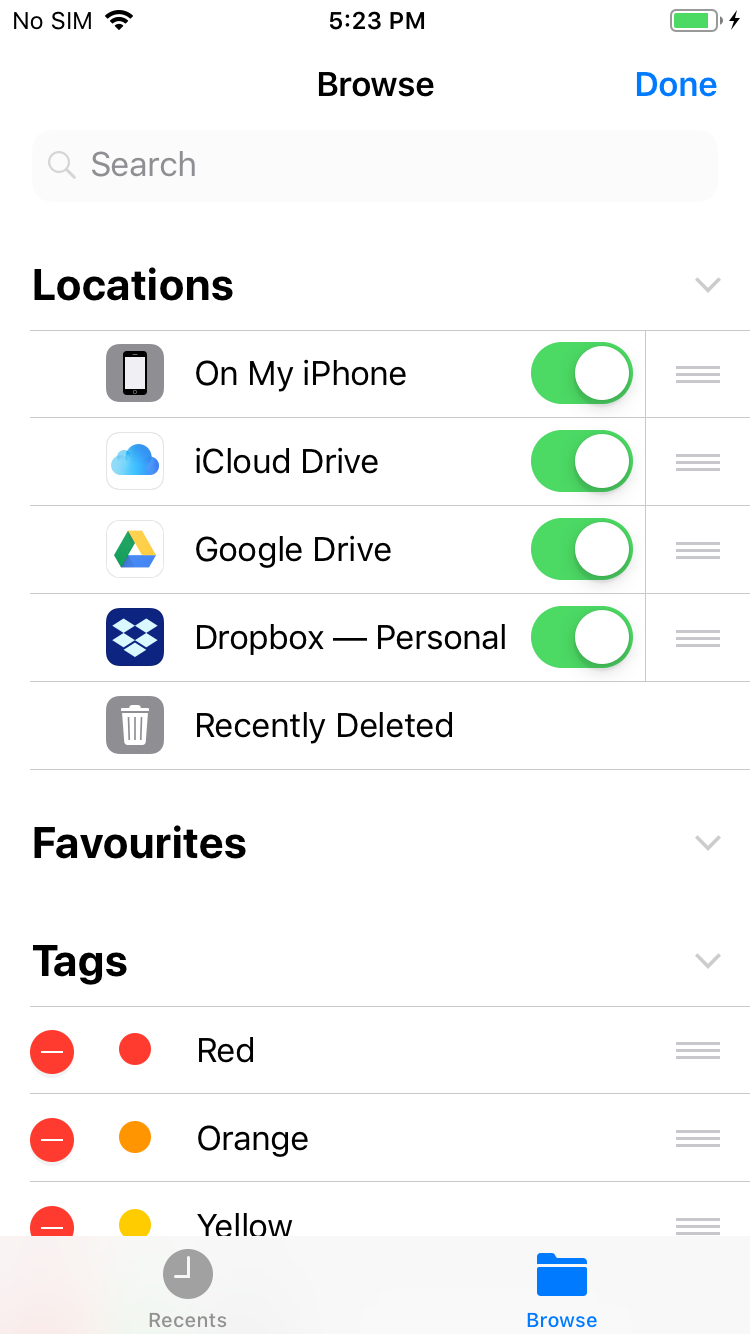 No SIM 5:23 PM
Browse Done
Search
Locations
On My iPhone
iCloud Drive
Google Drive
Dropbox — Personal
Recently Deleted
Favourites
Tags
Red
Orange
Yellow
Recents Browse